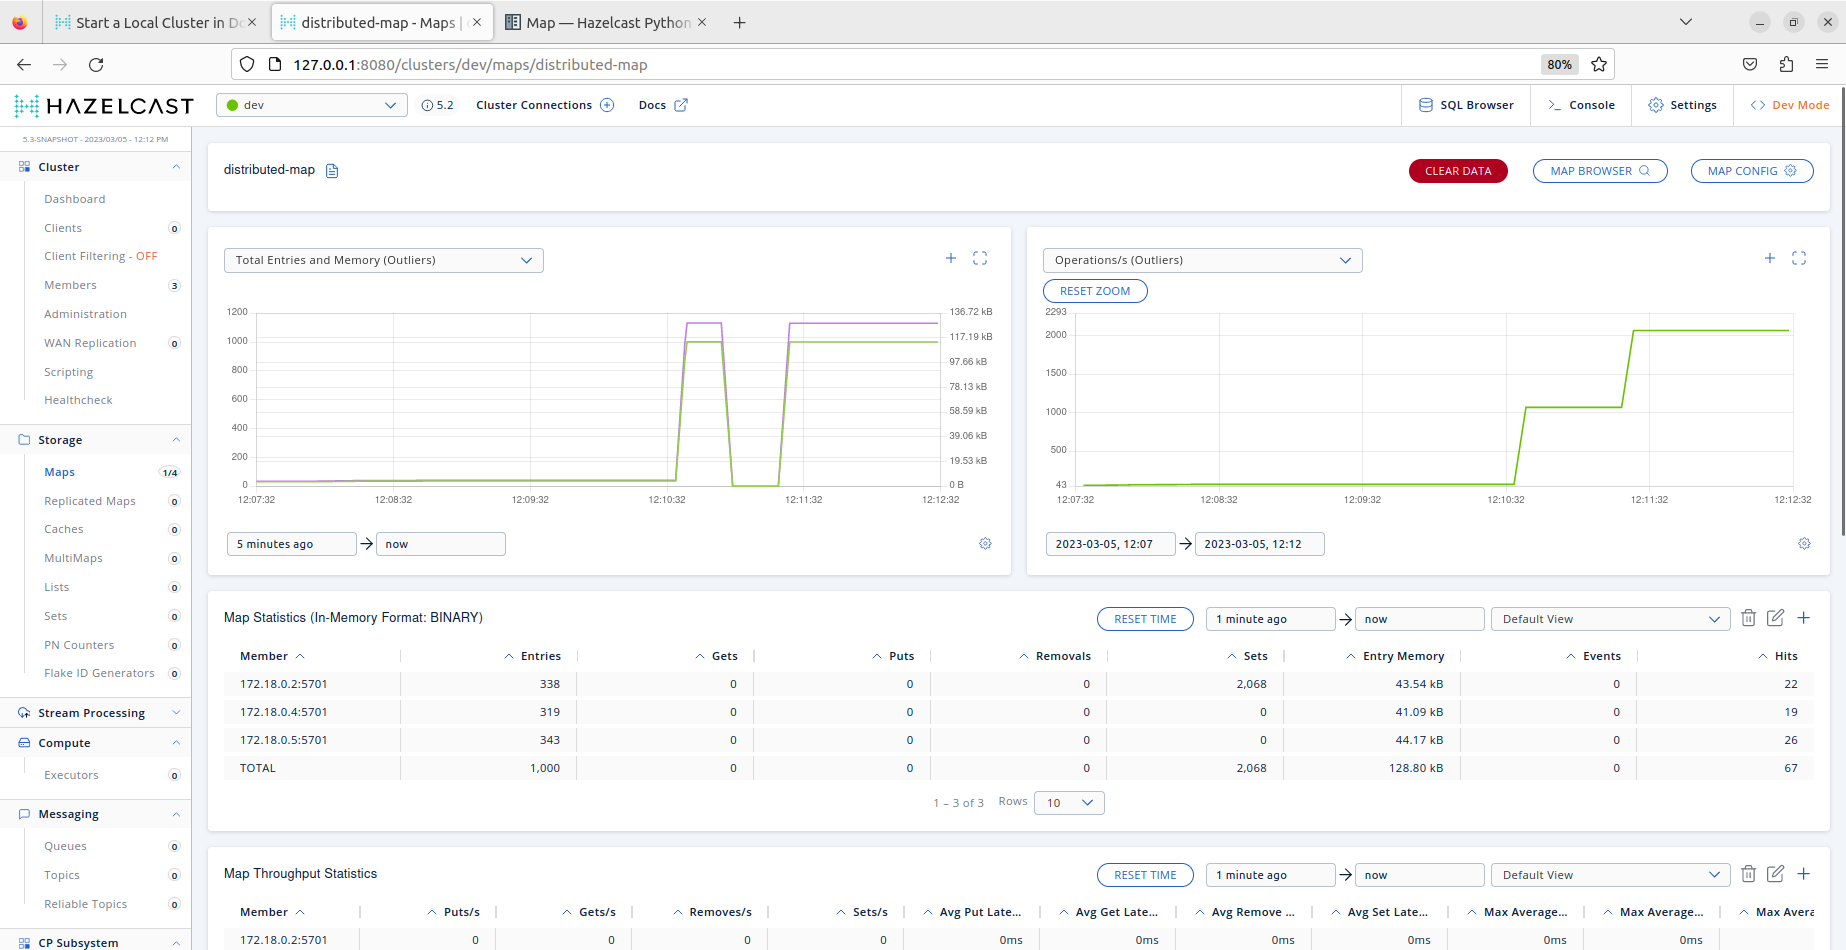 Start a Local Cluster in Do
distributed-map - Maps |
Map — Hazelcast Python
127.0.0.1:8080/clusters/dev/maps/distributed-map
80%
HAZELCAST
dev
5.2
Cluster Connections
Docs
SQL Browser
Console
Settings
Dev Mode
5.3-SNAPSHOT - 2023/03/05 - 12:12 PM
Cluster
Dashboard
Clients 0
Client Filtering - OFF
Members 3
Administration
WAN Replication 0
Scripting
Healthcheck
Storage
Maps 1/4
Replicated Maps 0
Caches 0
MultiMaps 0
Lists 0
Sets 0
PN Counters 0
Flake ID Generators 0
Stream Processing
Compute
Executors 0
Messaging
Queues 0
Topics 0
Reliable Topics 0
CP Subsystem
distributed-map
CLEAR DATA
MAP BROWSER
MAP CONFIG
Total Entries and Memory (Outliers)
1200 136.72 kB
1000 117.19 kB
800 97.66 kB
600 78.13 kB
400 58.59 kB
200 39.06 kB
0 19.53 kB
0 B
12:07:32 12:08:32 12:09:32 12:10:32 12:11:32 12:12:32
5 minutes ago
now
Operations/s (Outliers)
RESET ZOOM
2293
2000
1500
1000
500
43
12:07:32 12:08:32 12:09:32 12:10:32 12:11:32 12:12:32
2023-03-05, 12:07
2023-03-05, 12:12
Map Statistics (In-Memory Format: BINARY)
RESET TIME
1 minute ago
now
Default View
Member Entries Gets Puts Removals Sets Entry Memory Events Hits
172.18.0.2:5701 338 0 0 0 2,068 43.54 kB 0 22
172.18.0.4:5701 319 0 0 0 0 41.09 kB 0 19
172.18.0.5:5701 343 0 0 0 0 44.17 kB 0 26
TOTAL 1,000 0 0 0 2,068 128.80 kB 0 67
1 – 3 of 3 Rows 10
Map Throughput Statistics
RESET TIME
1 minute ago
now
Default View
Member Puts/s Gets/s Removes/s Sets/s Avg Put Late... Avg Get Late... Avg Remove ... Avg Set Late... Max Average... Max Average... Max Avera
172.18.0.2:5701 0 0 0 0 0ms 0ms 0ms 0ms 0ms 0ms